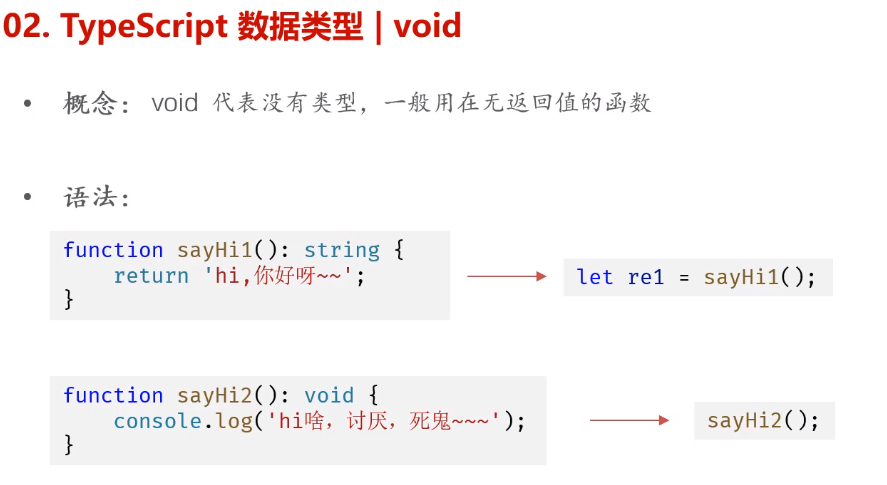 02. TypeScript 数据类型 | void
• 概念： void 代表没有类型，一般用在无返回值的函数
• 语法：
function sayHi1(): string {
    return 'hi,你好呀~~';
}
let re1 = sayHi1();
function sayHi2(): void {
    console.log('hi啥，讨厌，死鬼~~~');
}
sayHi2();